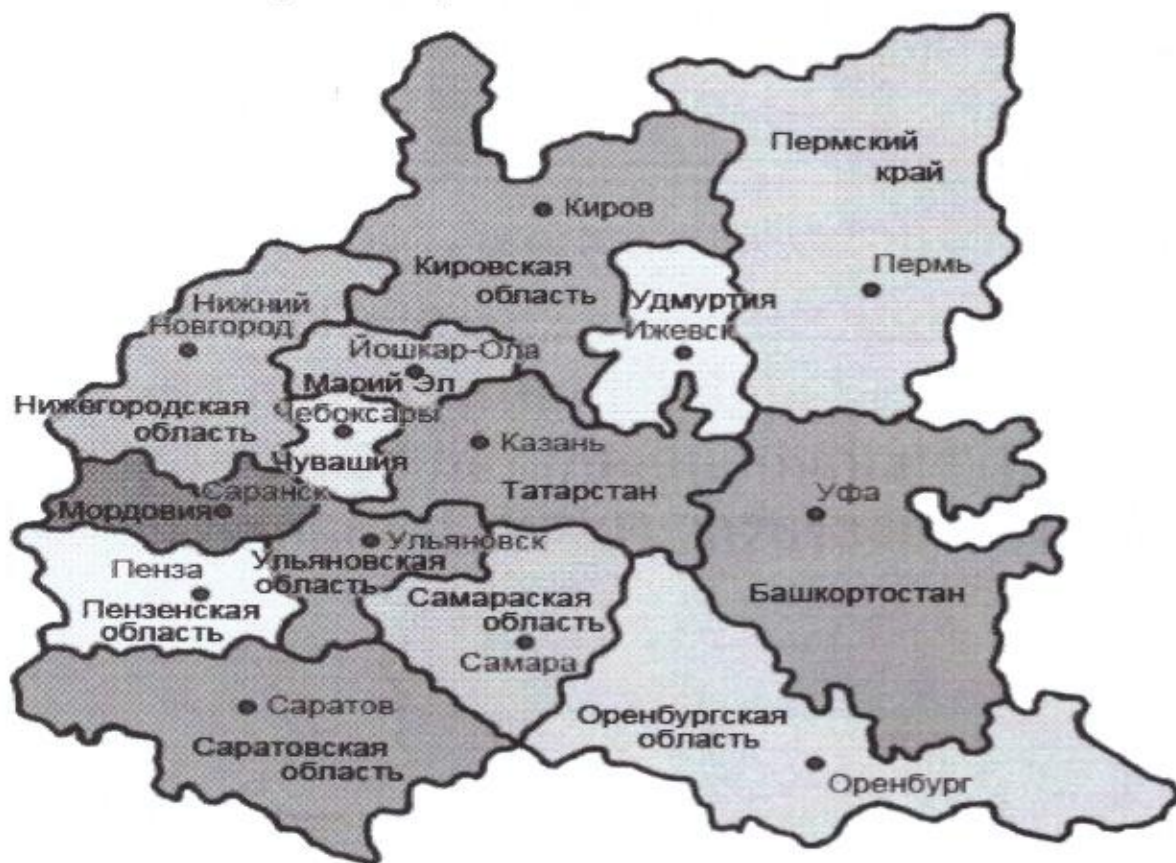 Пермский
край
Киров
Пермь
Кировская
область
Нижний
Новгород
Удмуртия
Ижевск
Йошкар-Ола
Марий Эл
Нижегородская
область
Чебоксары
Чувашия
Казань
Татарстан
Саранск
Мордовия
Уфа
Ульяновск
Ульяновская
область
Пенза
Пензенская
область
Самараская
область
Самара
Башкортостан
Саратов
Саратовская
область
Оренбургская
область
Оренбург